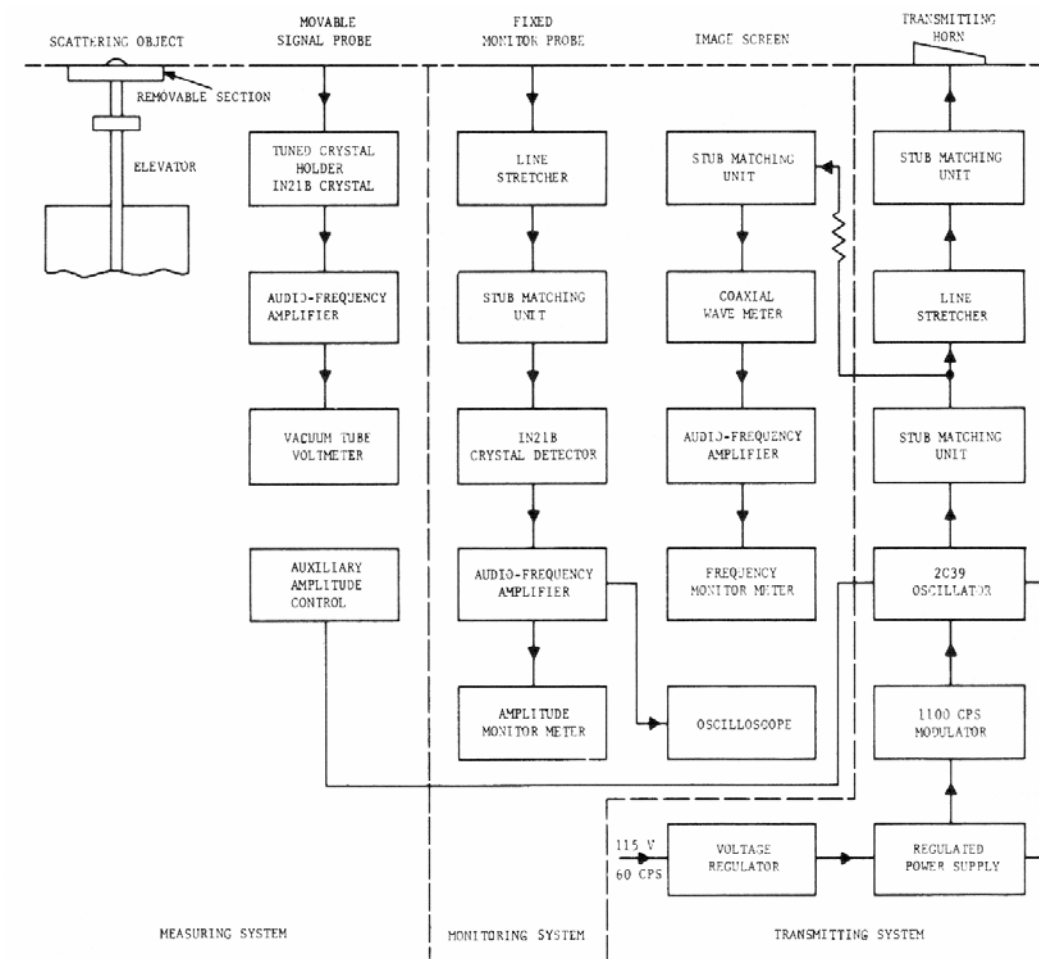 SCATTERING OBJECT
MOVABLE
SIGNAL PROBE
FIXED
MONITOR PROBE
IMAGE SCREEN
TRANSMITTING
HORN
REMOVABLE SECTION
ELEVATOR
TUNED CRYSTAL
HOLDER
IN21B CRYSTAL
AUDIO-FREQUENCY
AMPLIFIER
VACUUM TUBE
VOLTMETER
AUXILIARY
AMPLITUDE
CONTROL
LINE
STRETCHER
STUB MATCHING
UNIT
IN21B
CRYSTAL DETECTOR
AUDIO-FREQUENCY
AMPLIFIER
AMPLITUDE
MONITOR METER
STUB MATCHING
UNIT
COAXIAL
WAVE METER
AUDIO-FREQUENCY
AMPLIFIER
FREQUENCY
MONITOR METER
OSCILLOSCOPE
STUB MATCHING
UNIT
LINE
STRETCHER
STUB MATCHING
UNIT
2C39
OSCILLATOR
1100 CPS
MODULATOR
115 V
60 CPS
VOLTAGE
REGULATOR
REGULATED
POWER SUPPLY
MEASURING SYSTEM
MONITORING SYSTEM
TRANSMITTING SYSTEM